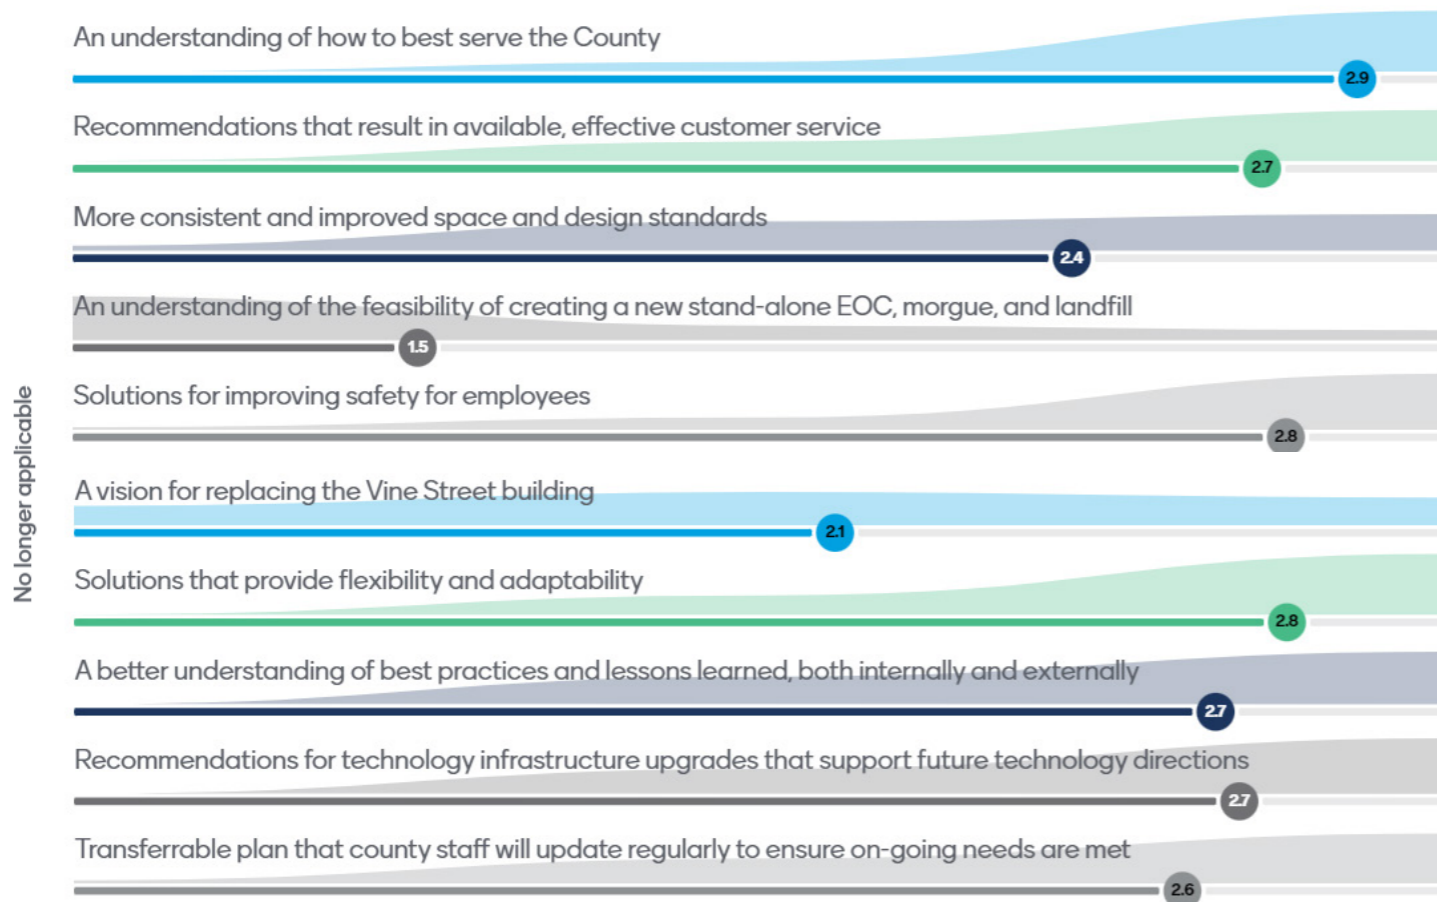 An understanding of how to best serve the County
2.9
Recommendations that result in available, effective customer service
2.7
More consistent and improved space and design standards
2.4
An understanding of the feasibility of creating a new stand-alone EOC, morgue, and landfill
1.5
Solutions for improving safety for employees
2.8
No longer applicable
A vision for replacing the Vine Street building
2.1
Solutions that provide flexibility and adaptability
2.8
A better understanding of best practices and lessons learned, both internally and externally
2.7
Recommendations for technology infrastructure upgrades that support future technology directions
2.7
Transferrable plan that county staff will update regularly to ensure on-going needs are met
2.6